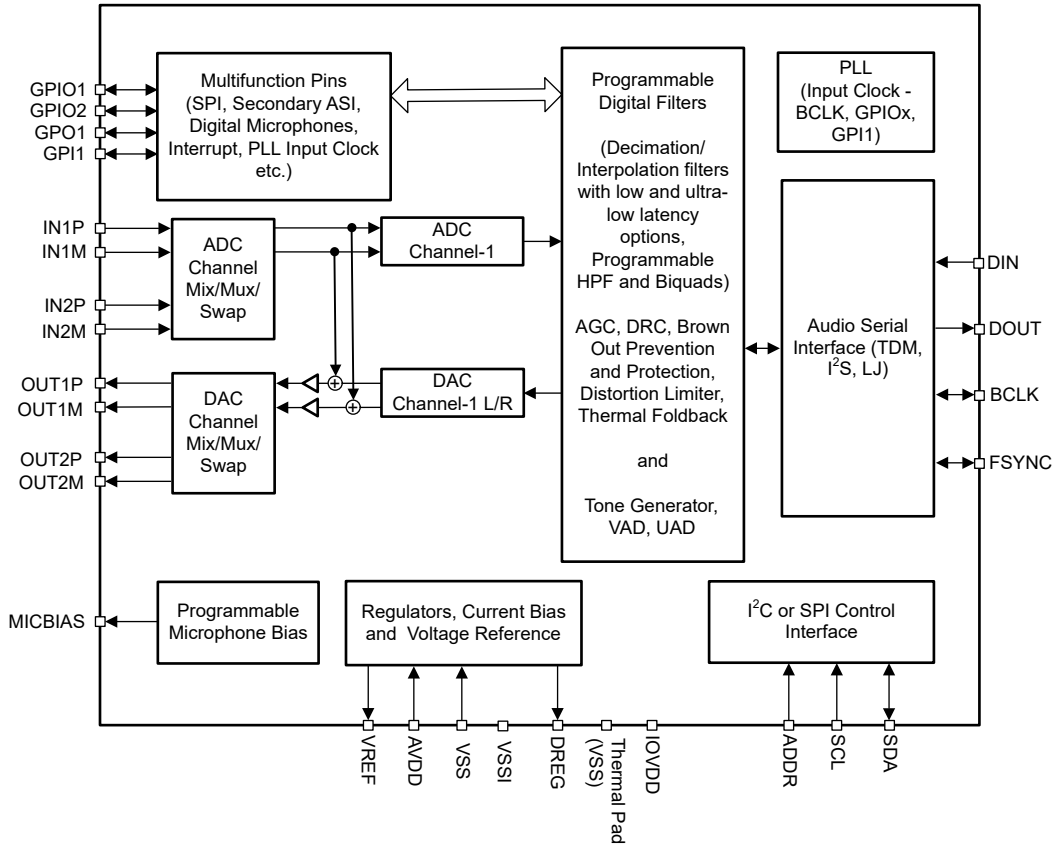 GPIO1
GPIO2
GPO1
GPI1
Multifunction Pins
(SPI, Secondary ASI,
Digital Microphones,
Interrupt, PLL Input Clock
etc.)
Programmable
Digital Filters
(Decimation/
Interpolation filters
with low and ultra-
low latency
options,
Programmable
HPF and Biquads)
AGC, DRC, Brown
Out Prevention
and Protection,
Distortion Limiter,
Thermal Foldback
and
Tone Generator,
VAD, UAD
PLL
(Input Clock -
BCLK, GPIOx,
GPI1)
IN1P
IN1M
IN2P
IN2M
ADC
Channel
Mix/Mux/
Swap
ADC
Channel-1
OUT1P
OUT1M
OUT2P
OUT2M
DAC
Channel
Mix/Mux/
Swap
DAC
Channel-1 L/R
Audio Serial
Interface (TDM,
I²S, LJ)
DIN
DOUT
BCLK
FSYNC
MICBIAS
Programmable
Microphone Bias
Regulators, Current Bias
and Voltage Reference
I²C or SPI Control
Interface
VREF
AVDD
VSS
VSSI
DREG
Thermal Pad
(VSS)
IOVDD
ADDR
SCL
SDA